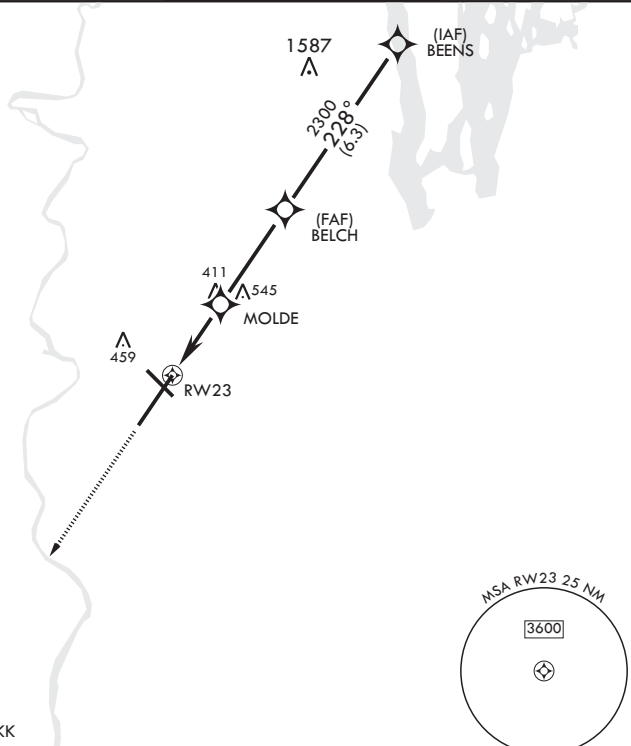 1587
(IAF)
BEENS
2300
228°
(6.3)
(FAF)
BELCH
411
545
MOLDE
459
RW23
MSA RW23 25 NM
3600
KK